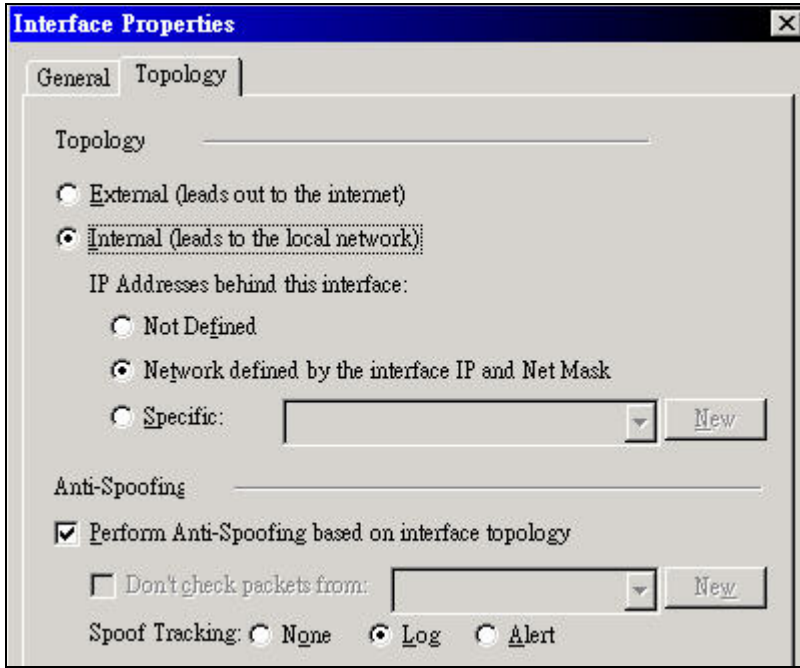 Interface Properties
General Topology
Topology
External (leads out to the internet)
Internal (leads to the local network)
IP Addresses behind this interface:
Not Defined
Network defined by the interface IP and Net Mask
Specific: New
Anti-Spoofing
Perform Anti-Spoofing based on interface topology
Don't check packets from: New
Spoof Tracking: None Log Alert